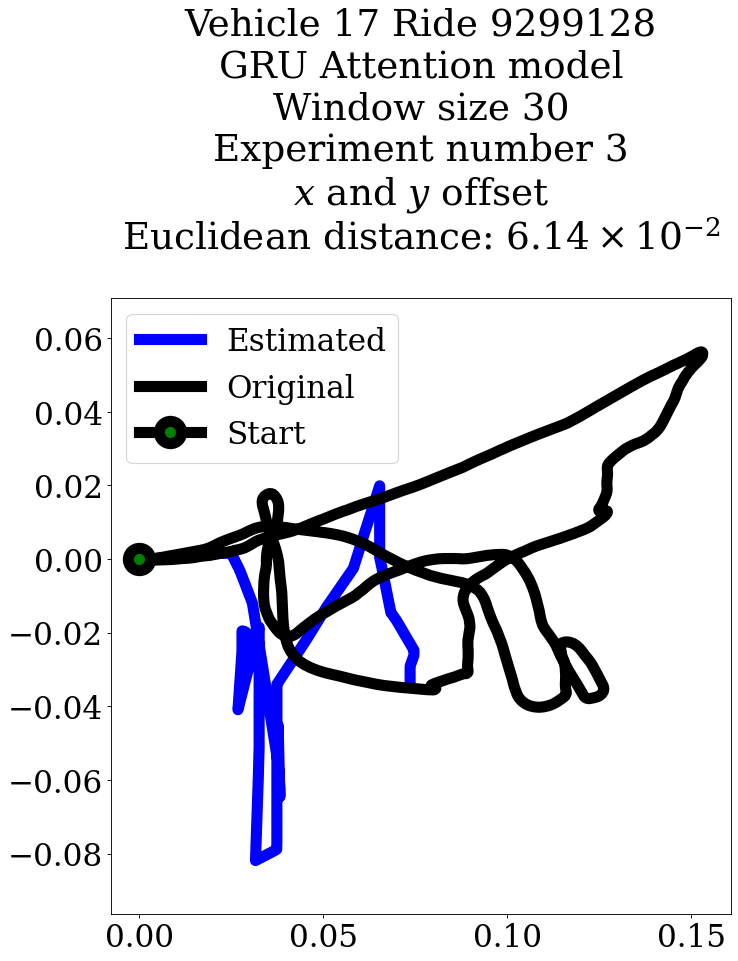 Vehicle 17 Ride 9299128
GRU Attention model
Window size 30
Experiment number 3
x and y offset
Euclidean distance: 6.14 × 10⁻²
Estimated
Original
Start
0.06
0.04
0.02
0.00
−0.02
−0.04
−0.06
−0.08
0.00 0.05 0.10 0.15